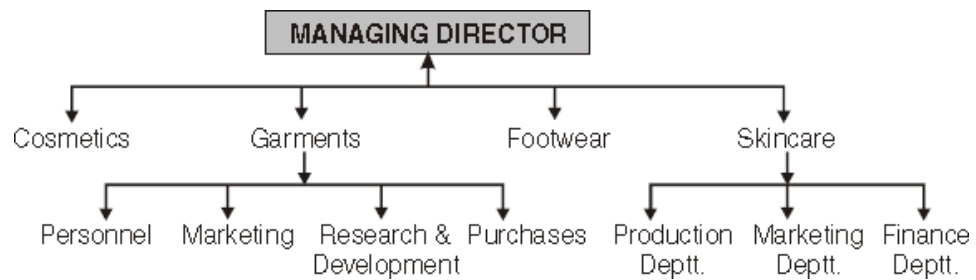 MANAGING DIRECTOR
Cosmetics Garments Footwear Skincare
Personnel Marketing Research & Purchases Production Marketing Finance
Development Deptt. Deptt. Deptt.